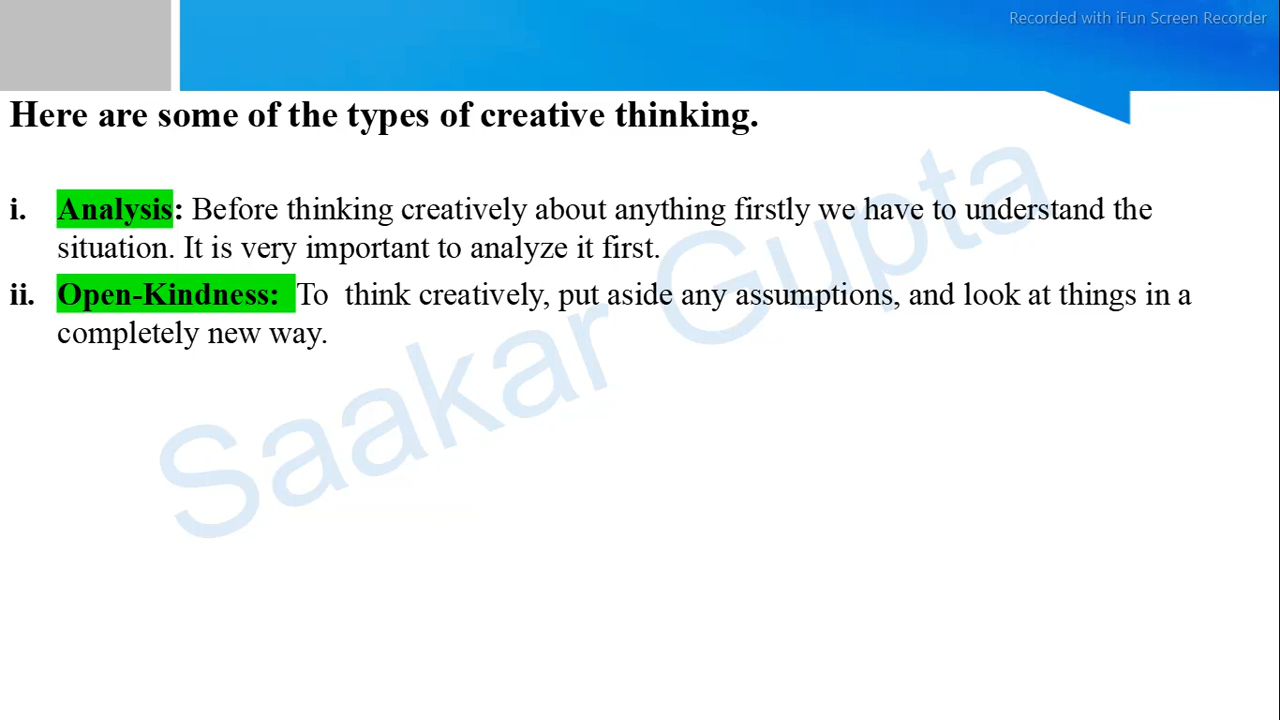 Recorded with iFun Screen Recorder
Here are some of the types of creative thinking.
i. Analysis: Before thinking creatively about anything firstly we have to understand the
situation. It is very important to analyze it first.
ii. Open-Kindness: To think creatively, put aside any assumptions, and look at things in a
completely new way.
Saakar Gupta